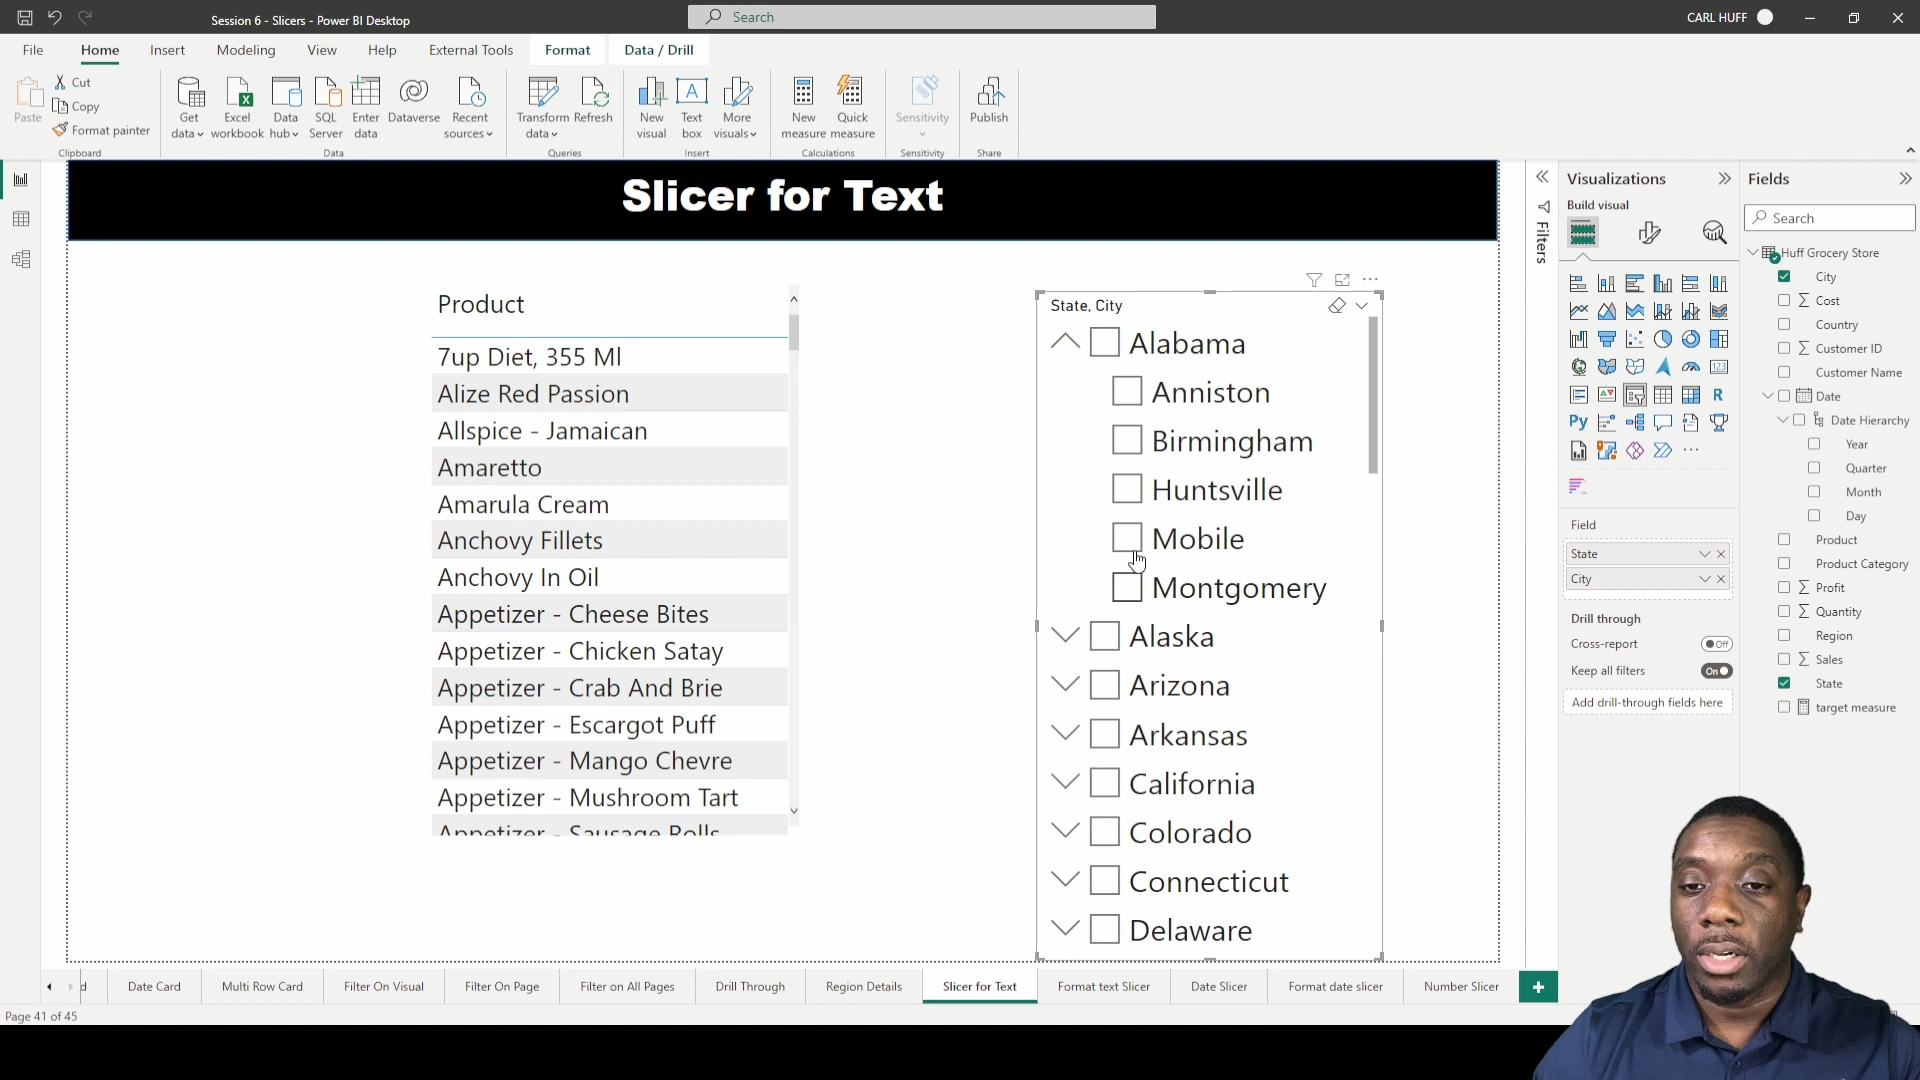 Session 6 - Slicers - Power BI Desktop
Search
CARL HUFF
File
Home
Insert
Modeling
View
Help
External Tools
Format
Data / Drill
Paste
Cut
Copy
Format painter
Clipboard
Get data
Excel workbook
Data hub
SQL Server
Enter data
Dataverse
Recent sources
Data
Transform data
Refresh
Queries
New visual
Text box
More visuals
Insert
New measure
Quick measure
Calculations
Sensitivity
Sensitivity
Publish
Share
Slicer for Text
Product
7up Diet, 355 Ml
Alize Red Passion
Allspice - Jamaican
Amaretto
Amarula Cream
Anchovy Fillets
Anchovy In Oil
Appetizer - Cheese Bites
Appetizer - Chicken Satay
Appetizer - Crab And Brie
Appetizer - Escargot Puff
Appetizer - Mango Chevre
Appetizer - Mushroom Tart
Appetizer - Sausage Rolls
State, City
Alabama
Anniston
Birmingham
Huntsville
Mobile
Montgomery
Alaska
Arizona
Arkansas
California
Colorado
Connecticut
Delaware
Filters
Visualizations
Build visual
R
Py
123
Field
State
City
Drill through
Cross-report
Off
Keep all filters
On
Add drill-through fields here
Fields
Search
Huff Grocery Store
City
Cost
Country
Customer ID
Customer Name
Date
Date Hierarchy
Year
Quarter
Month
Day
Product
Product Category
Profit
Quantity
Region
Sales
State
target measure
d
Date Card
Multi Row Card
Filter On Visual
Filter On Page
Filter on All Pages
Drill Through
Region Details
Slicer for Text
Format text Slicer
Date Slicer
Format date slicer
Number Slicer
Page 41 of 45